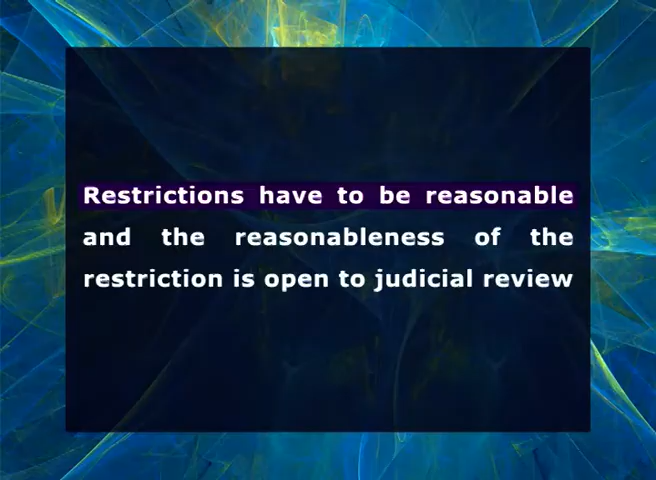 Restrictions have to be reasonable
and the reasonableness of the
restriction is open to judicial review